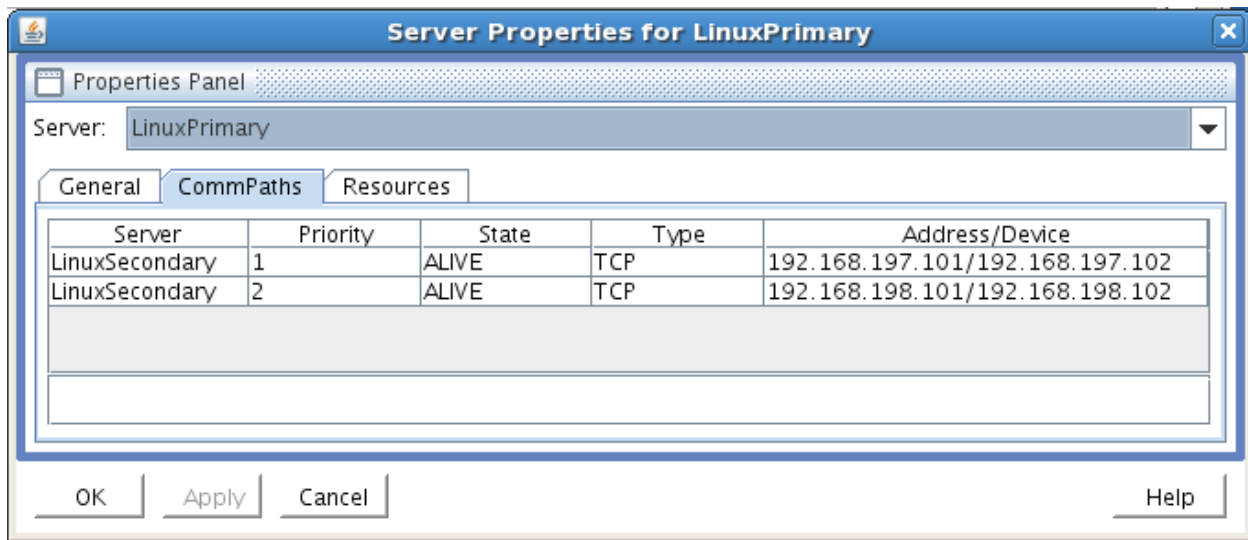 Server Properties for LinuxPrimary
Properties Panel
Server: LinuxPrimary
General CommPaths Resources
Server Priority State Type Address/Device
LinuxSecondary 1 ALIVE TCP 192.168.197.101/192.168.197.102
LinuxSecondary 2 ALIVE TCP 192.168.198.101/192.168.198.102
OK Apply Cancel Help